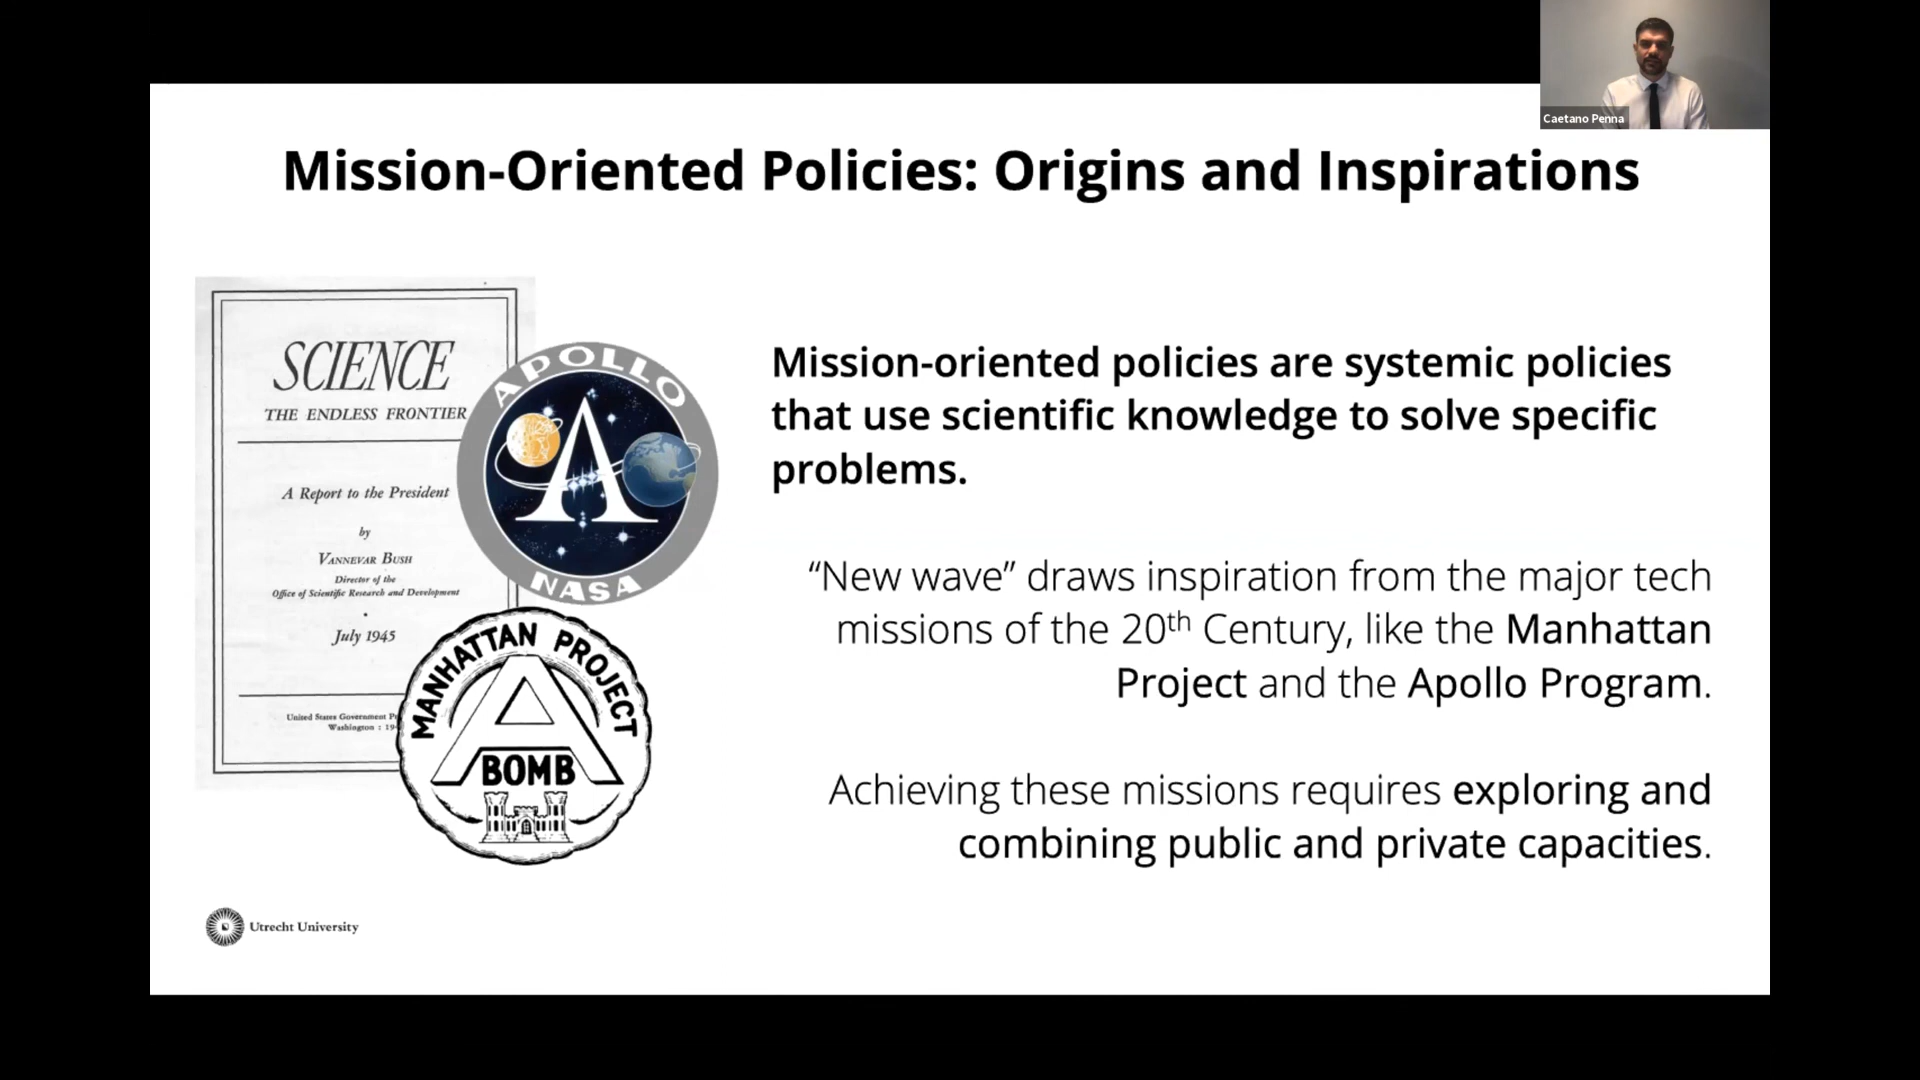 Caetano Penna
Mission-Oriented Policies: Origins and Inspirations
SCIENCE
THE ENDLESS FRONTIER
A Report to the President
by
VANNEVAR BUSH
Director of the
Office of Scientific Research and Development
July 1945
United States Government
Washington :
APOLLO
NASA
MANHATTAN PROJECT
A
BOMB
Mission-oriented policies are systemic policies
that use scientific knowledge to solve specific
problems.
“New wave” draws inspiration from the major tech
missions of the 20th Century, like the Manhattan
Project and the Apollo Program.
Achieving these missions requires exploring and
combining public and private capacities.
Utrecht University